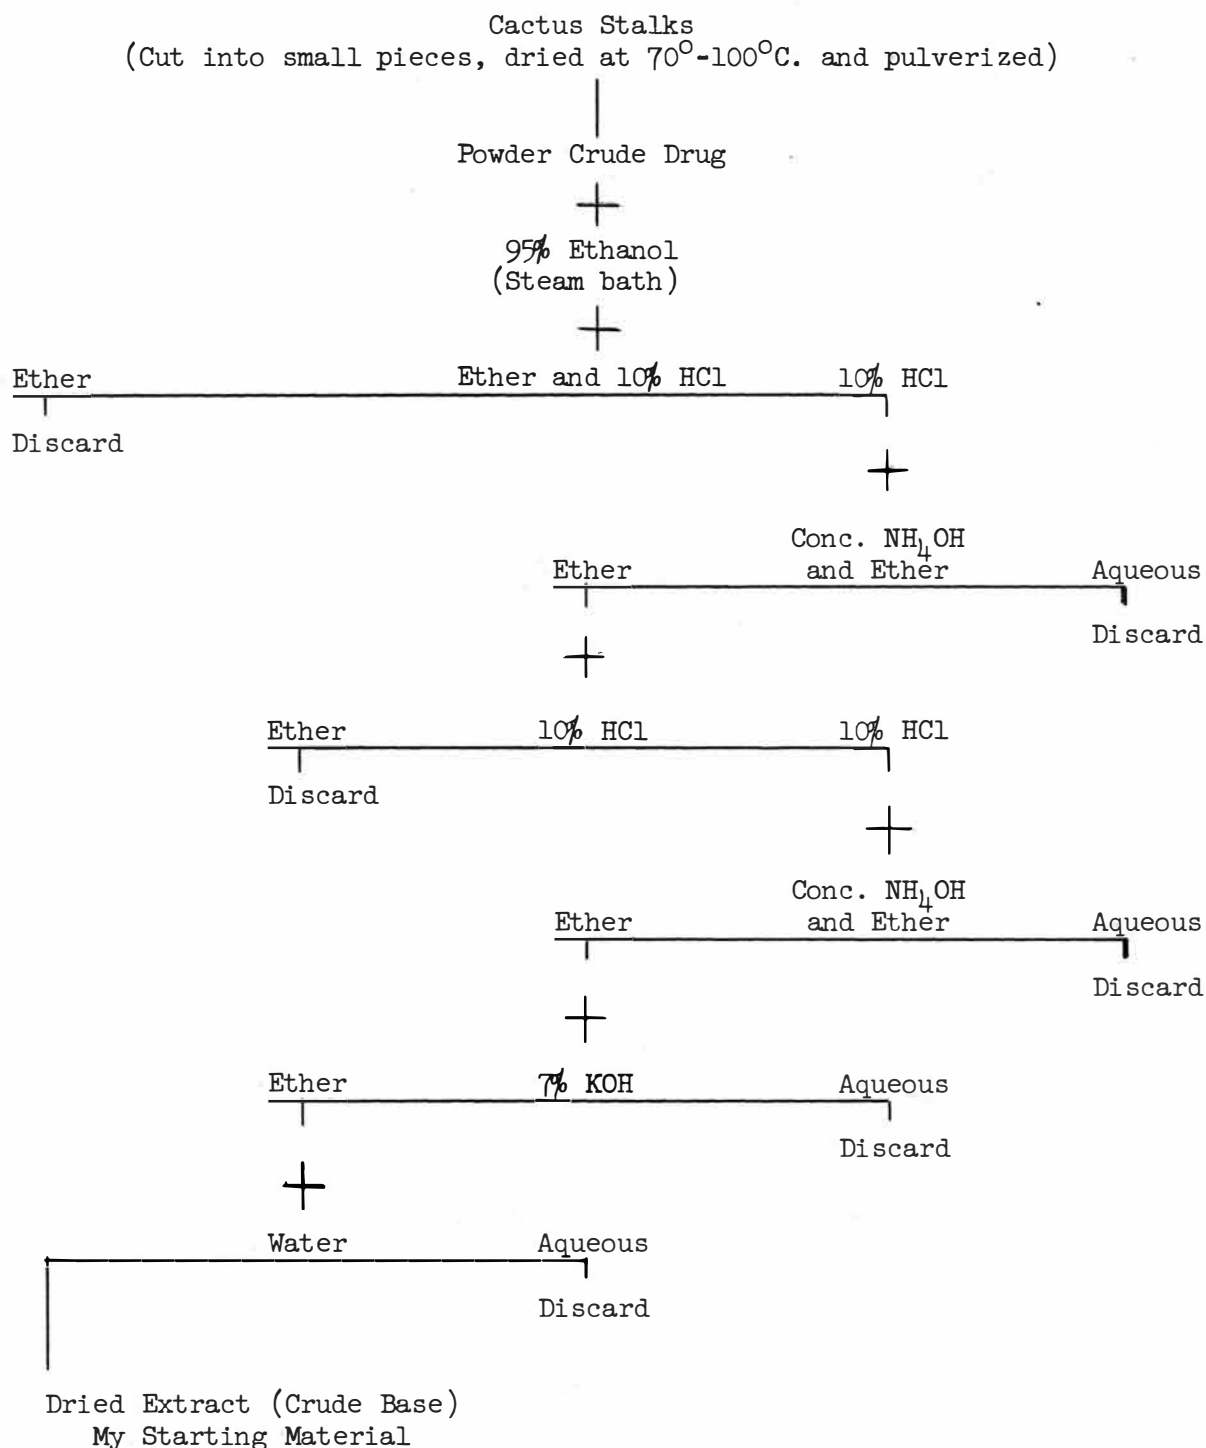 Cactus Stalks
(Cut into small pieces, dried at 70°-100°C. and pulverized)
Powder Crude Drug
+
95% Ethanol
(Steam bath)
+
Ether Ether and 10% HCl 10% HCl
Discard
+
Conc. NH₄OH
Ether and Ether Aqueous
Discard
+
Ether 10% HCl 10% HCl
Discard
+
Conc. NH₄OH
Ether and Ether Aqueous
Discard
+
Ether 7% KOH Aqueous
Discard
+
Water Aqueous
Discard
Dried Extract (Crude Base)
My Starting Material